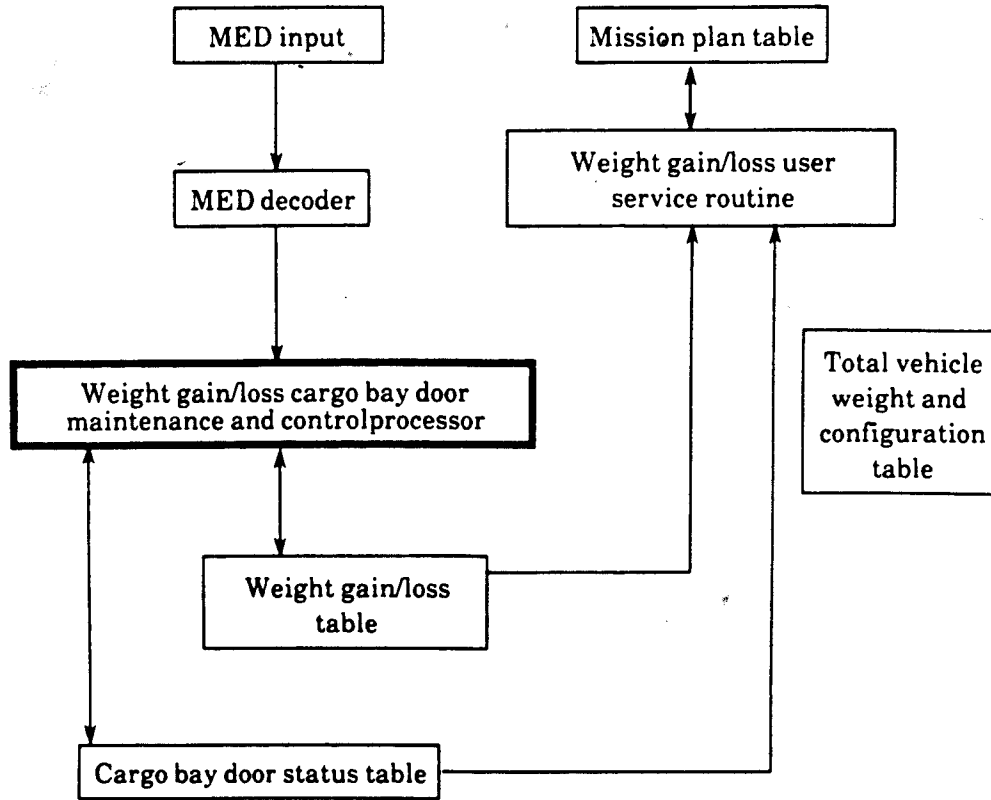 MED input
Mission plan table
Weight gain/loss user
service routine
MED decoder
Total vehicle
weight and
configuration
table
Weight gain/loss cargo bay door
maintenance and controlprocessor
Weight gain/loss
table
Cargo bay door status table